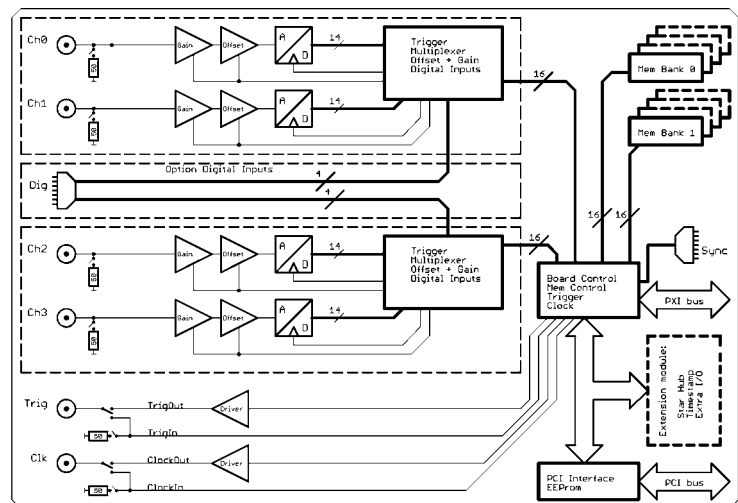 Ch0
50
Gain
Offset
A
D
14
Trigger
Multiplexer
Offset + Gain
Digital Inputs
16
Mem Bank 0
Ch1
50
Gain
Offset
A
D
14
Mem Bank 1
Option Digital Inputs
Dig
4
4
16
16
Ch2
50
Gain
Offset
A
D
14
Trigger
Multiplexer
Offset + Gain
Digital Inputs
16
Sync
Ch3
50
Gain
Offset
A
D
14
Board Control
Mem Control
Trigger
Clock
PXI bus
Extension module:
Star Hub
Timestamp
Extra I/O
Trig
TrigOut
Driver
50
TrigIn
Clk
ClockOut
Driver
50
ClockIn
PCI Interface
EEProm
PCI bus